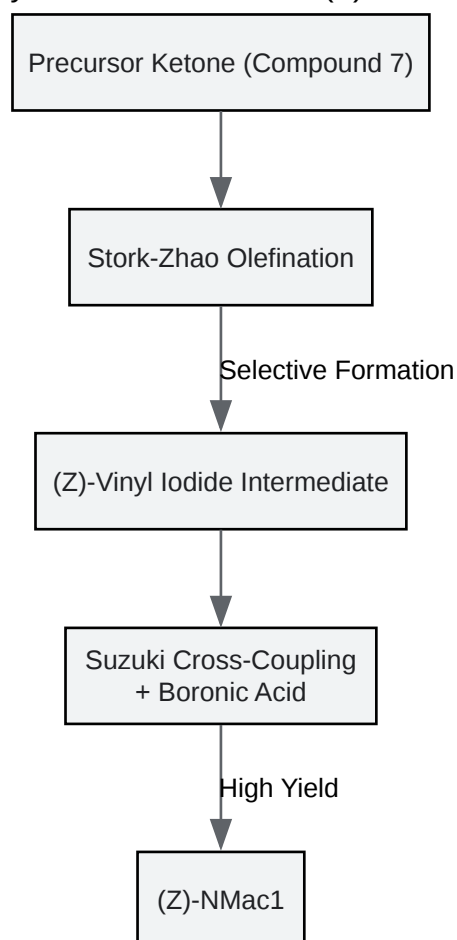 Precursor Ketone (Compound 7)
Stork-Zhao Olefination
Selective Formation
(Z)-Vinyl Iodide Intermediate
Suzuki Cross-Coupling
+ Boronic Acid
High Yield
(Z)-NMac1